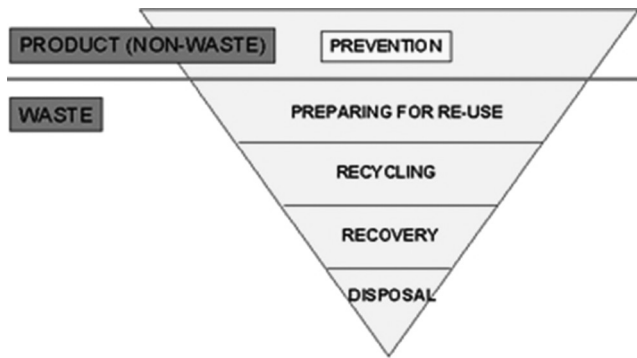 PRODUCT (NON-WASTE)
PREVENTION
WASTE
PREPARING FOR RE-USE
RECYCLING
RECOVERY
DISPOSAL